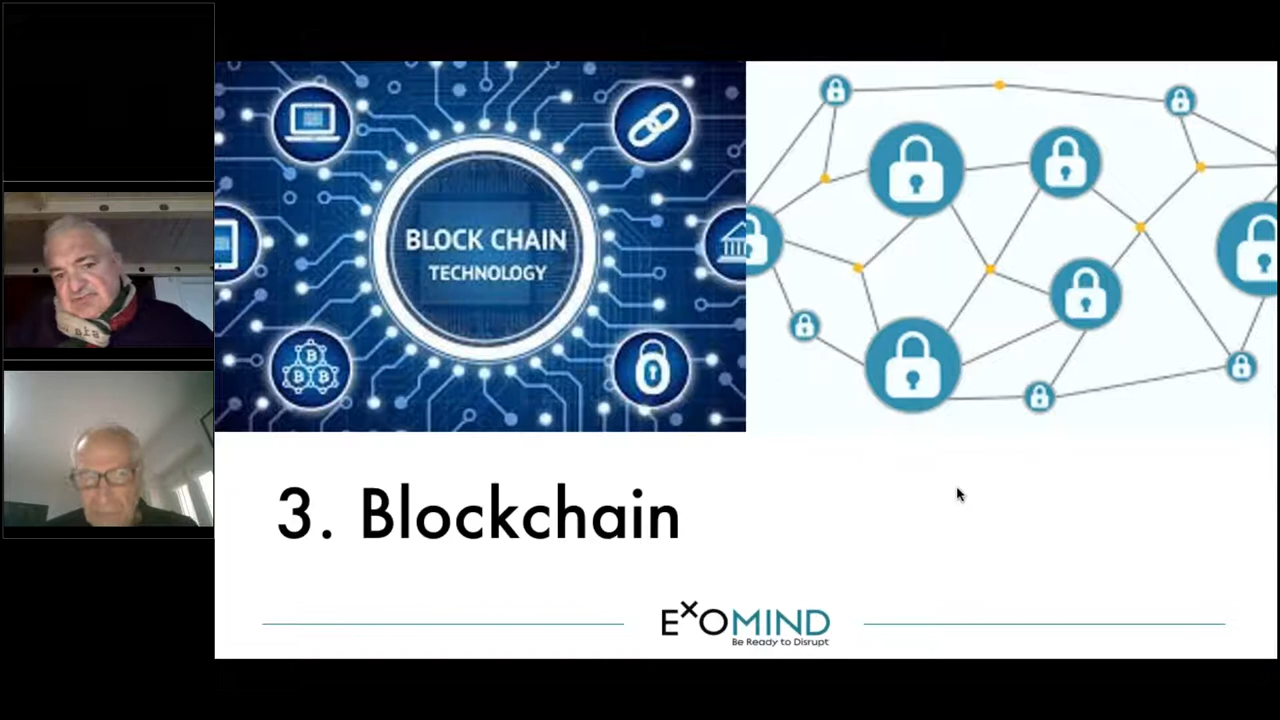 BLOCK CHAIN
TECHNOLOGY
3. Blockchain
EXOMIND
Be Ready to Disrupt